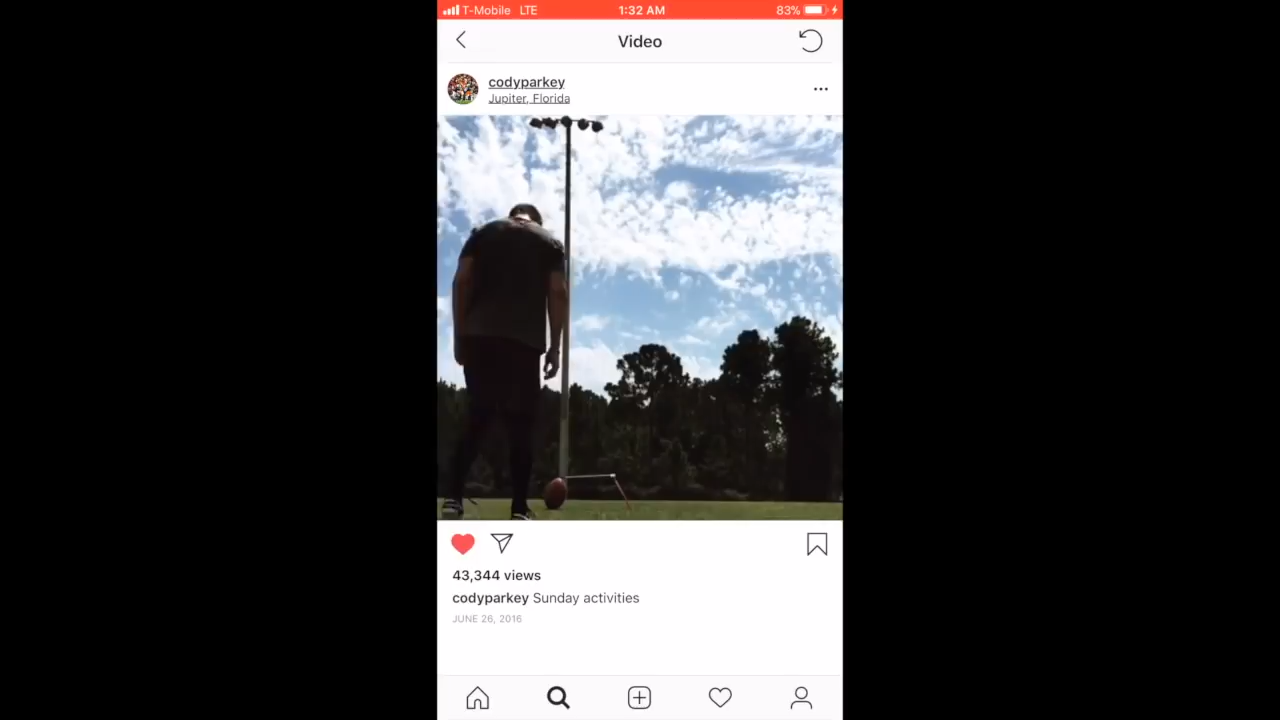 T-Mobile LTE 1:32 AM 83%
Video
codyparkey
Jupiter, Florida
43,344 views
codyparkey Sunday activities
JUNE 26, 2016